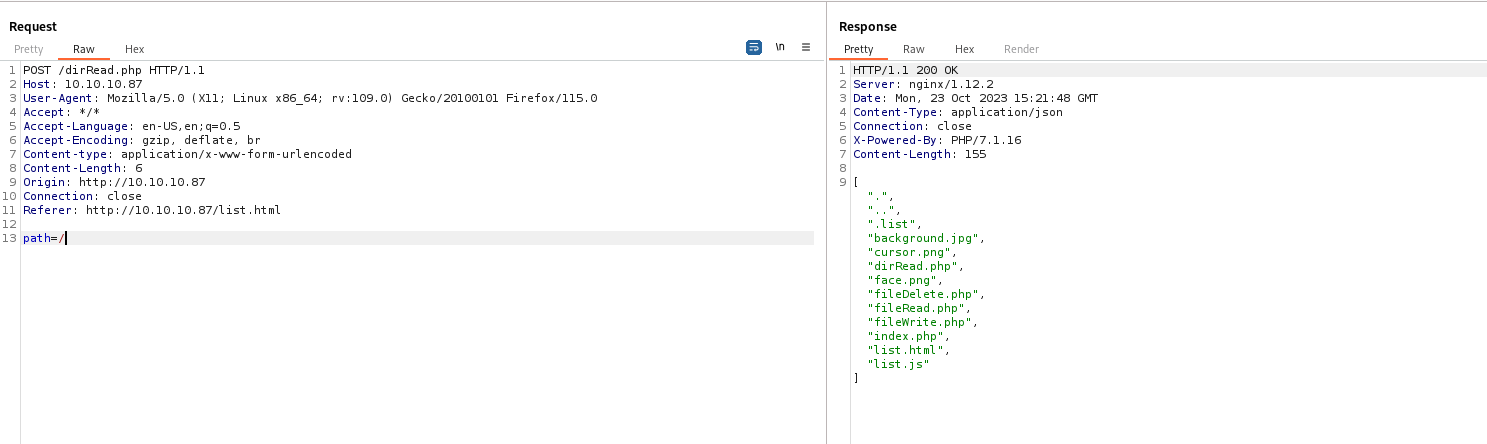 Request
Pretty Raw Hex
\n
1 POST /dirRead.php HTTP/1.1
2 Host: 10.10.10.87
3 User-Agent: Mozilla/5.0 (X11; Linux x86_64; rv:109.0) Gecko/20100101 Firefox/115.0
4 Accept: */*
5 Accept-Language: en-US,en;q=0.5
6 Accept-Encoding: gzip, deflate, br
7 Content-type: application/x-www-form-urlencoded
8 Content-Length: 6
9 Origin: http://10.10.10.87
10 Connection: close
11 Referer: http://10.10.10.87/list.html
12
13 path=/
Response
Pretty Raw Hex Render
1 HTTP/1.1 200 OK
2 Server: nginx/1.12.2
3 Date: Mon, 23 Oct 2023 15:21:48 GMT
4 Content-Type: application/json
5 Connection: close
6 X-Powered-By: PHP/7.1.16
7 Content-Length: 155
8
9 [
".",
"..",
".list",
"background.jpg",
"cursor.png",
"dirRead.php",
"face.png",
"fileDelete.php",
"fileRead.php",
"fileWrite.php",
"index.php",
"list.html",
"list.js"
]